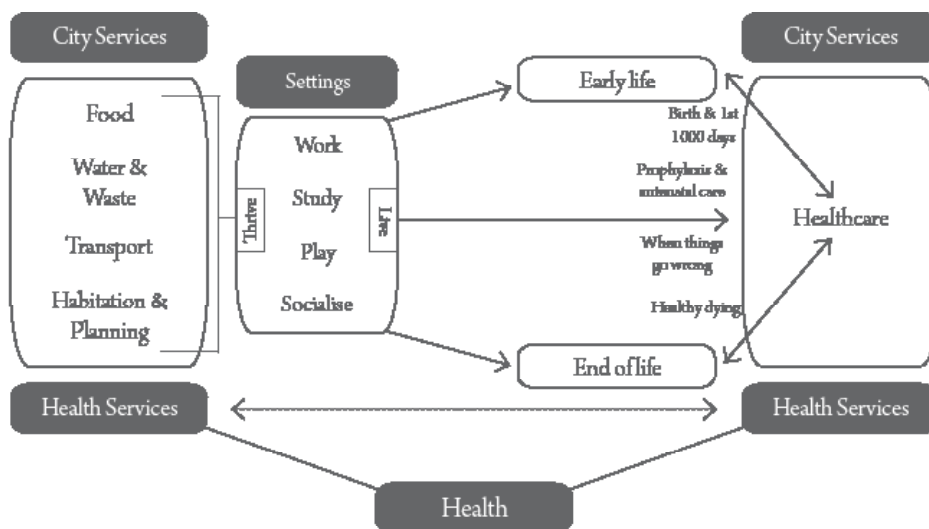 City Services
Food
Water &
Waste
Transport
Habitation &
Planning
Health Services
Settings
Thrive
Work
Study
Play
Socialise
Live
Early life
Birth & 1st
1000 days
Prophylaxis &
antenatal care
When things
go wrong
Healthy dying
End of life
City Services
Healthcare
Health Services
Health